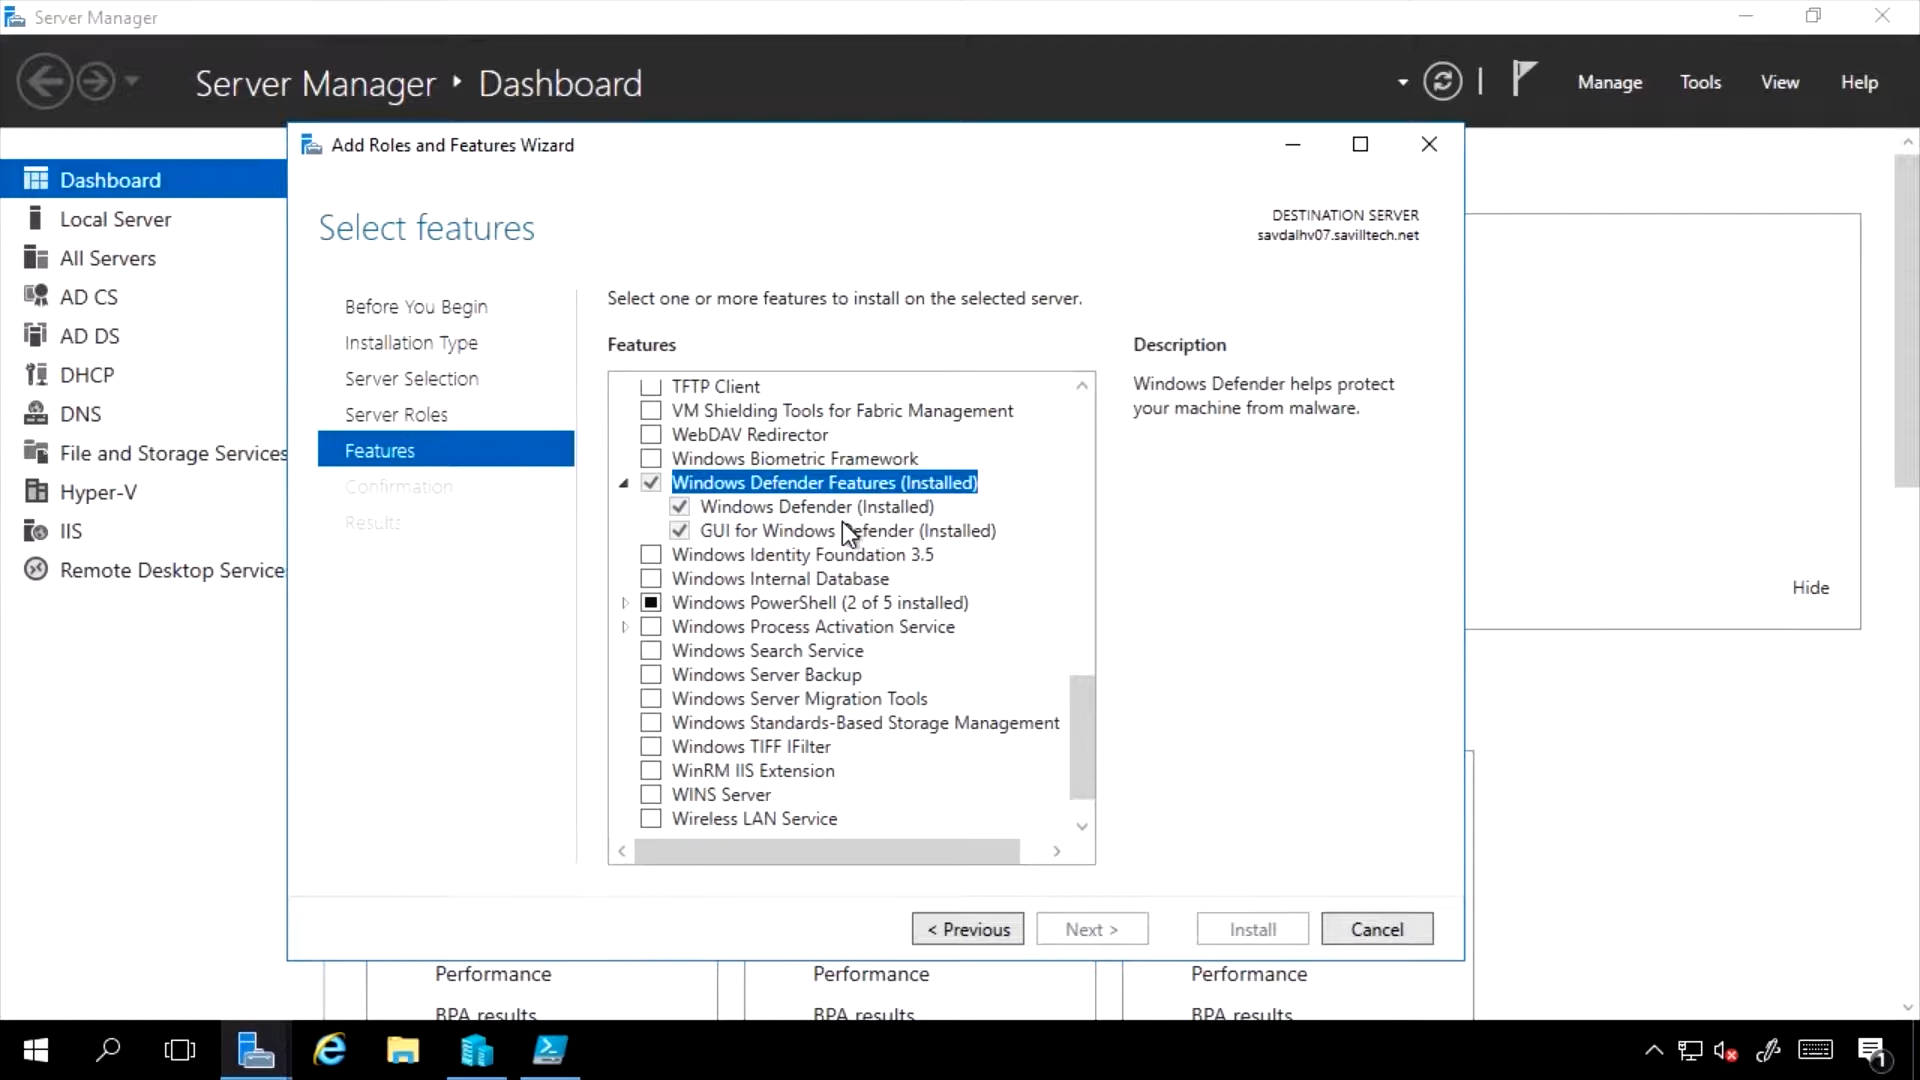 Server Manager
Server Manager ‣ Dashboard
Manage
Tools
View
Help
Dashboard
Local Server
All Servers
AD CS
AD DS
DHCP
DNS
File and Storage Services
Hyper-V
IIS
Remote Desktop Service
Add Roles and Features Wizard
Select features
DESTINATION SERVER
savdalhv07.savilltech.net
Before You Begin
Installation Type
Server Selection
Server Roles
Features
Confirmation
Results
Select one or more features to install on the selected server.
Features
TFTP Client
VM Shielding Tools for Fabric Management
WebDAV Redirector
Windows Biometric Framework
Windows Defender Features (Installed)
Windows Defender (Installed)
GUI for Windows Defender (Installed)
Windows Identity Foundation 3.5
Windows Internal Database
Windows PowerShell (2 of 5 installed)
Windows Process Activation Service
Windows Search Service
Windows Server Backup
Windows Server Migration Tools
Windows Standards-Based Storage Management
Windows TIFF IFilter
WinRM IIS Extension
WINS Server
Wireless LAN Service
Description
Windows Defender helps protect
your machine from malware.
Hide
< Previous
Next >
Install
Cancel
Performance
Performance
Performance
BPA results
BPA results
BPA results
1